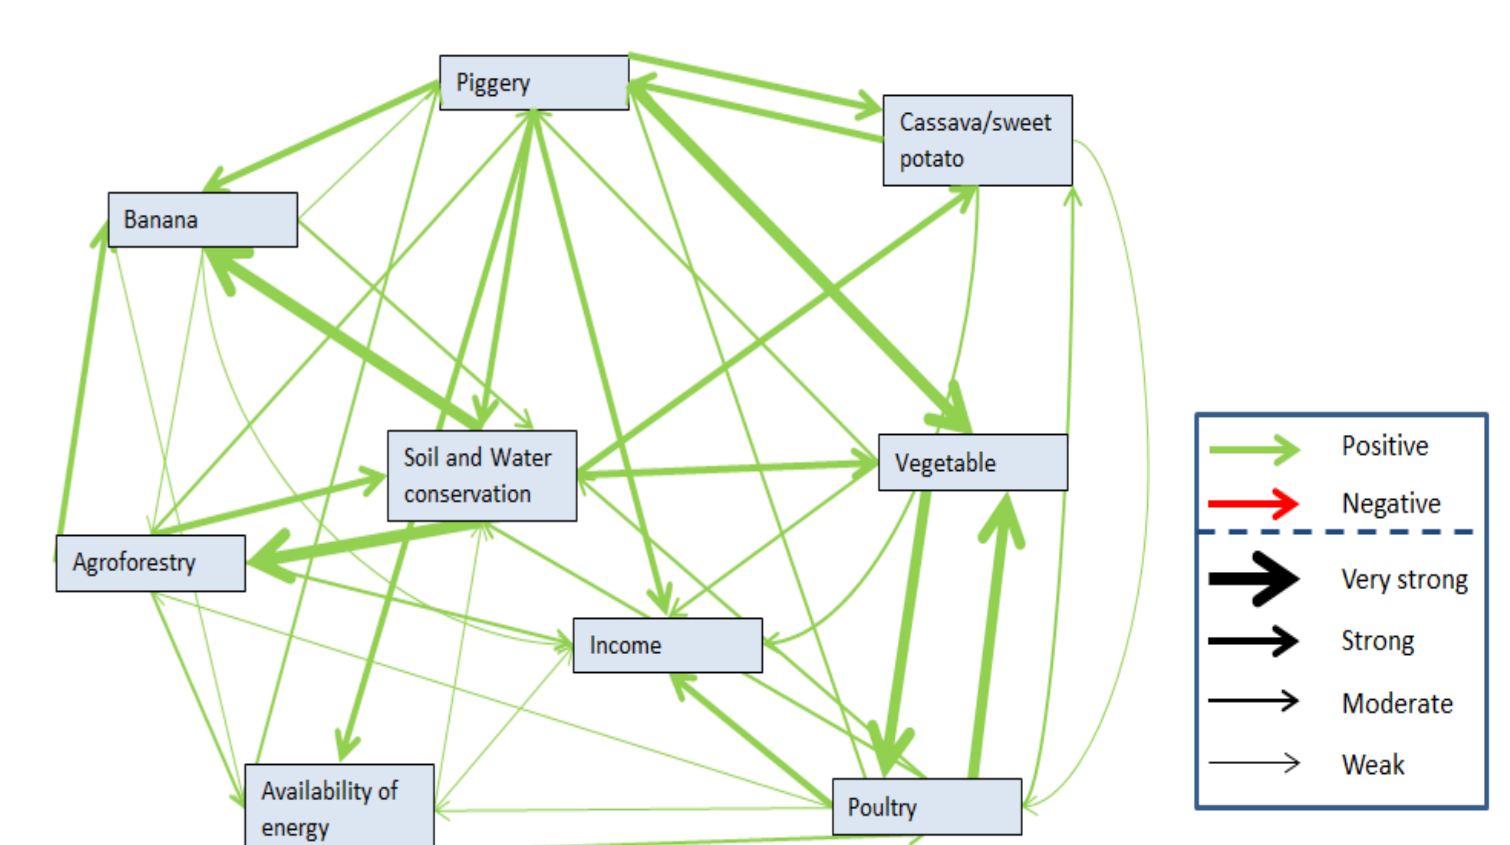 Piggery
Cassava/sweet
potato
Banana
Soil and Water
conservation
Vegetable
Agroforestry
Income
Availability of
energy
Poultry
Positive
Negative
Very strong
Strong
Moderate
Weak